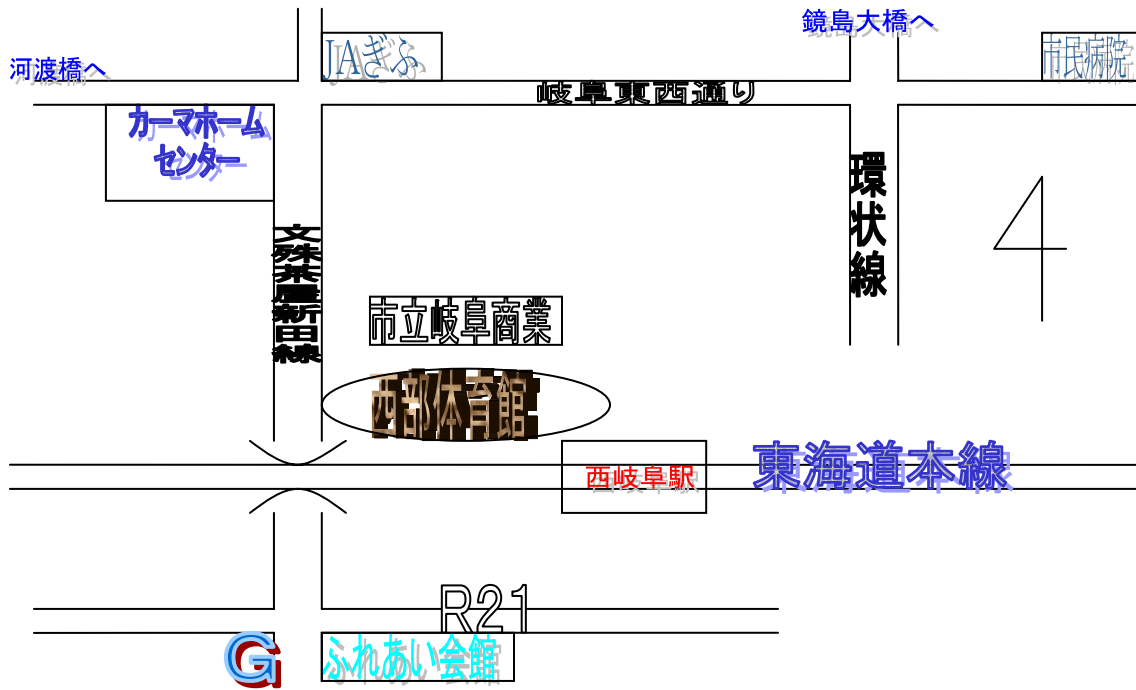 鏡島大橋へ
JAぎふ
市民病院
河渡橋へ
岐阜東西通り
カーマホーム
センター
環状線
文殊茶屋新田線
市立岐阜商業
西部体育館
東海道本線
西岐阜駅
R21
G
ふれあい会館